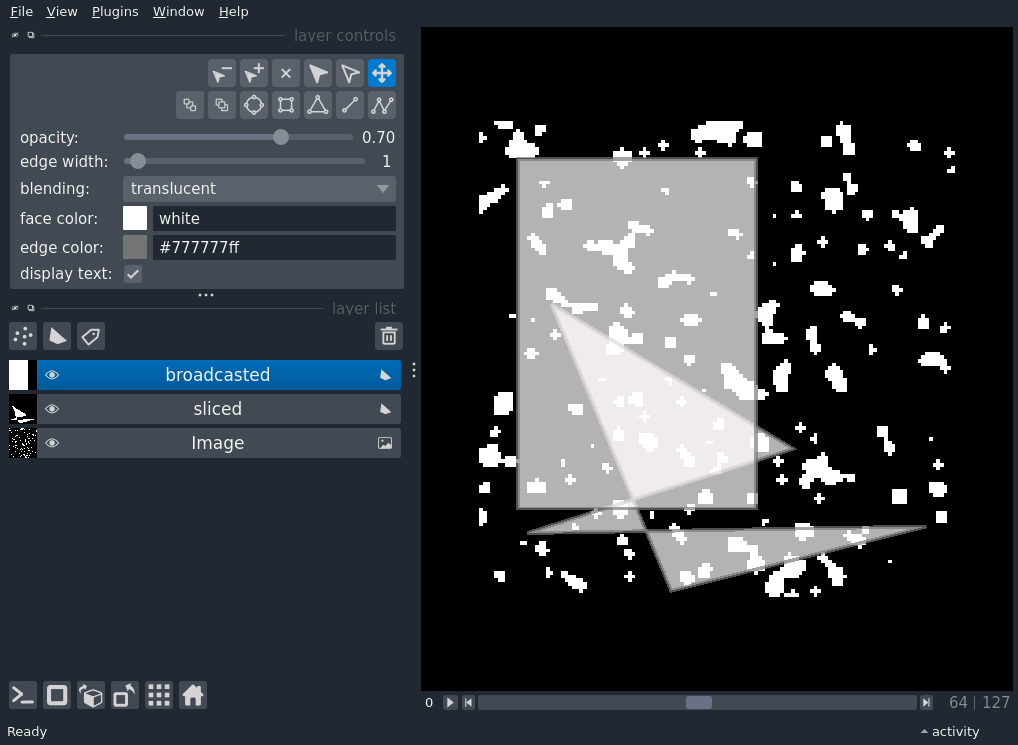 File View Plugins Window Help
layer controls
opacity: 0.70
edge width: 1
blending: translucent
face color: white
edge color: #777777ff
display text:
layer list
broadcasted
sliced
Image
0 64 | 127
Ready activity